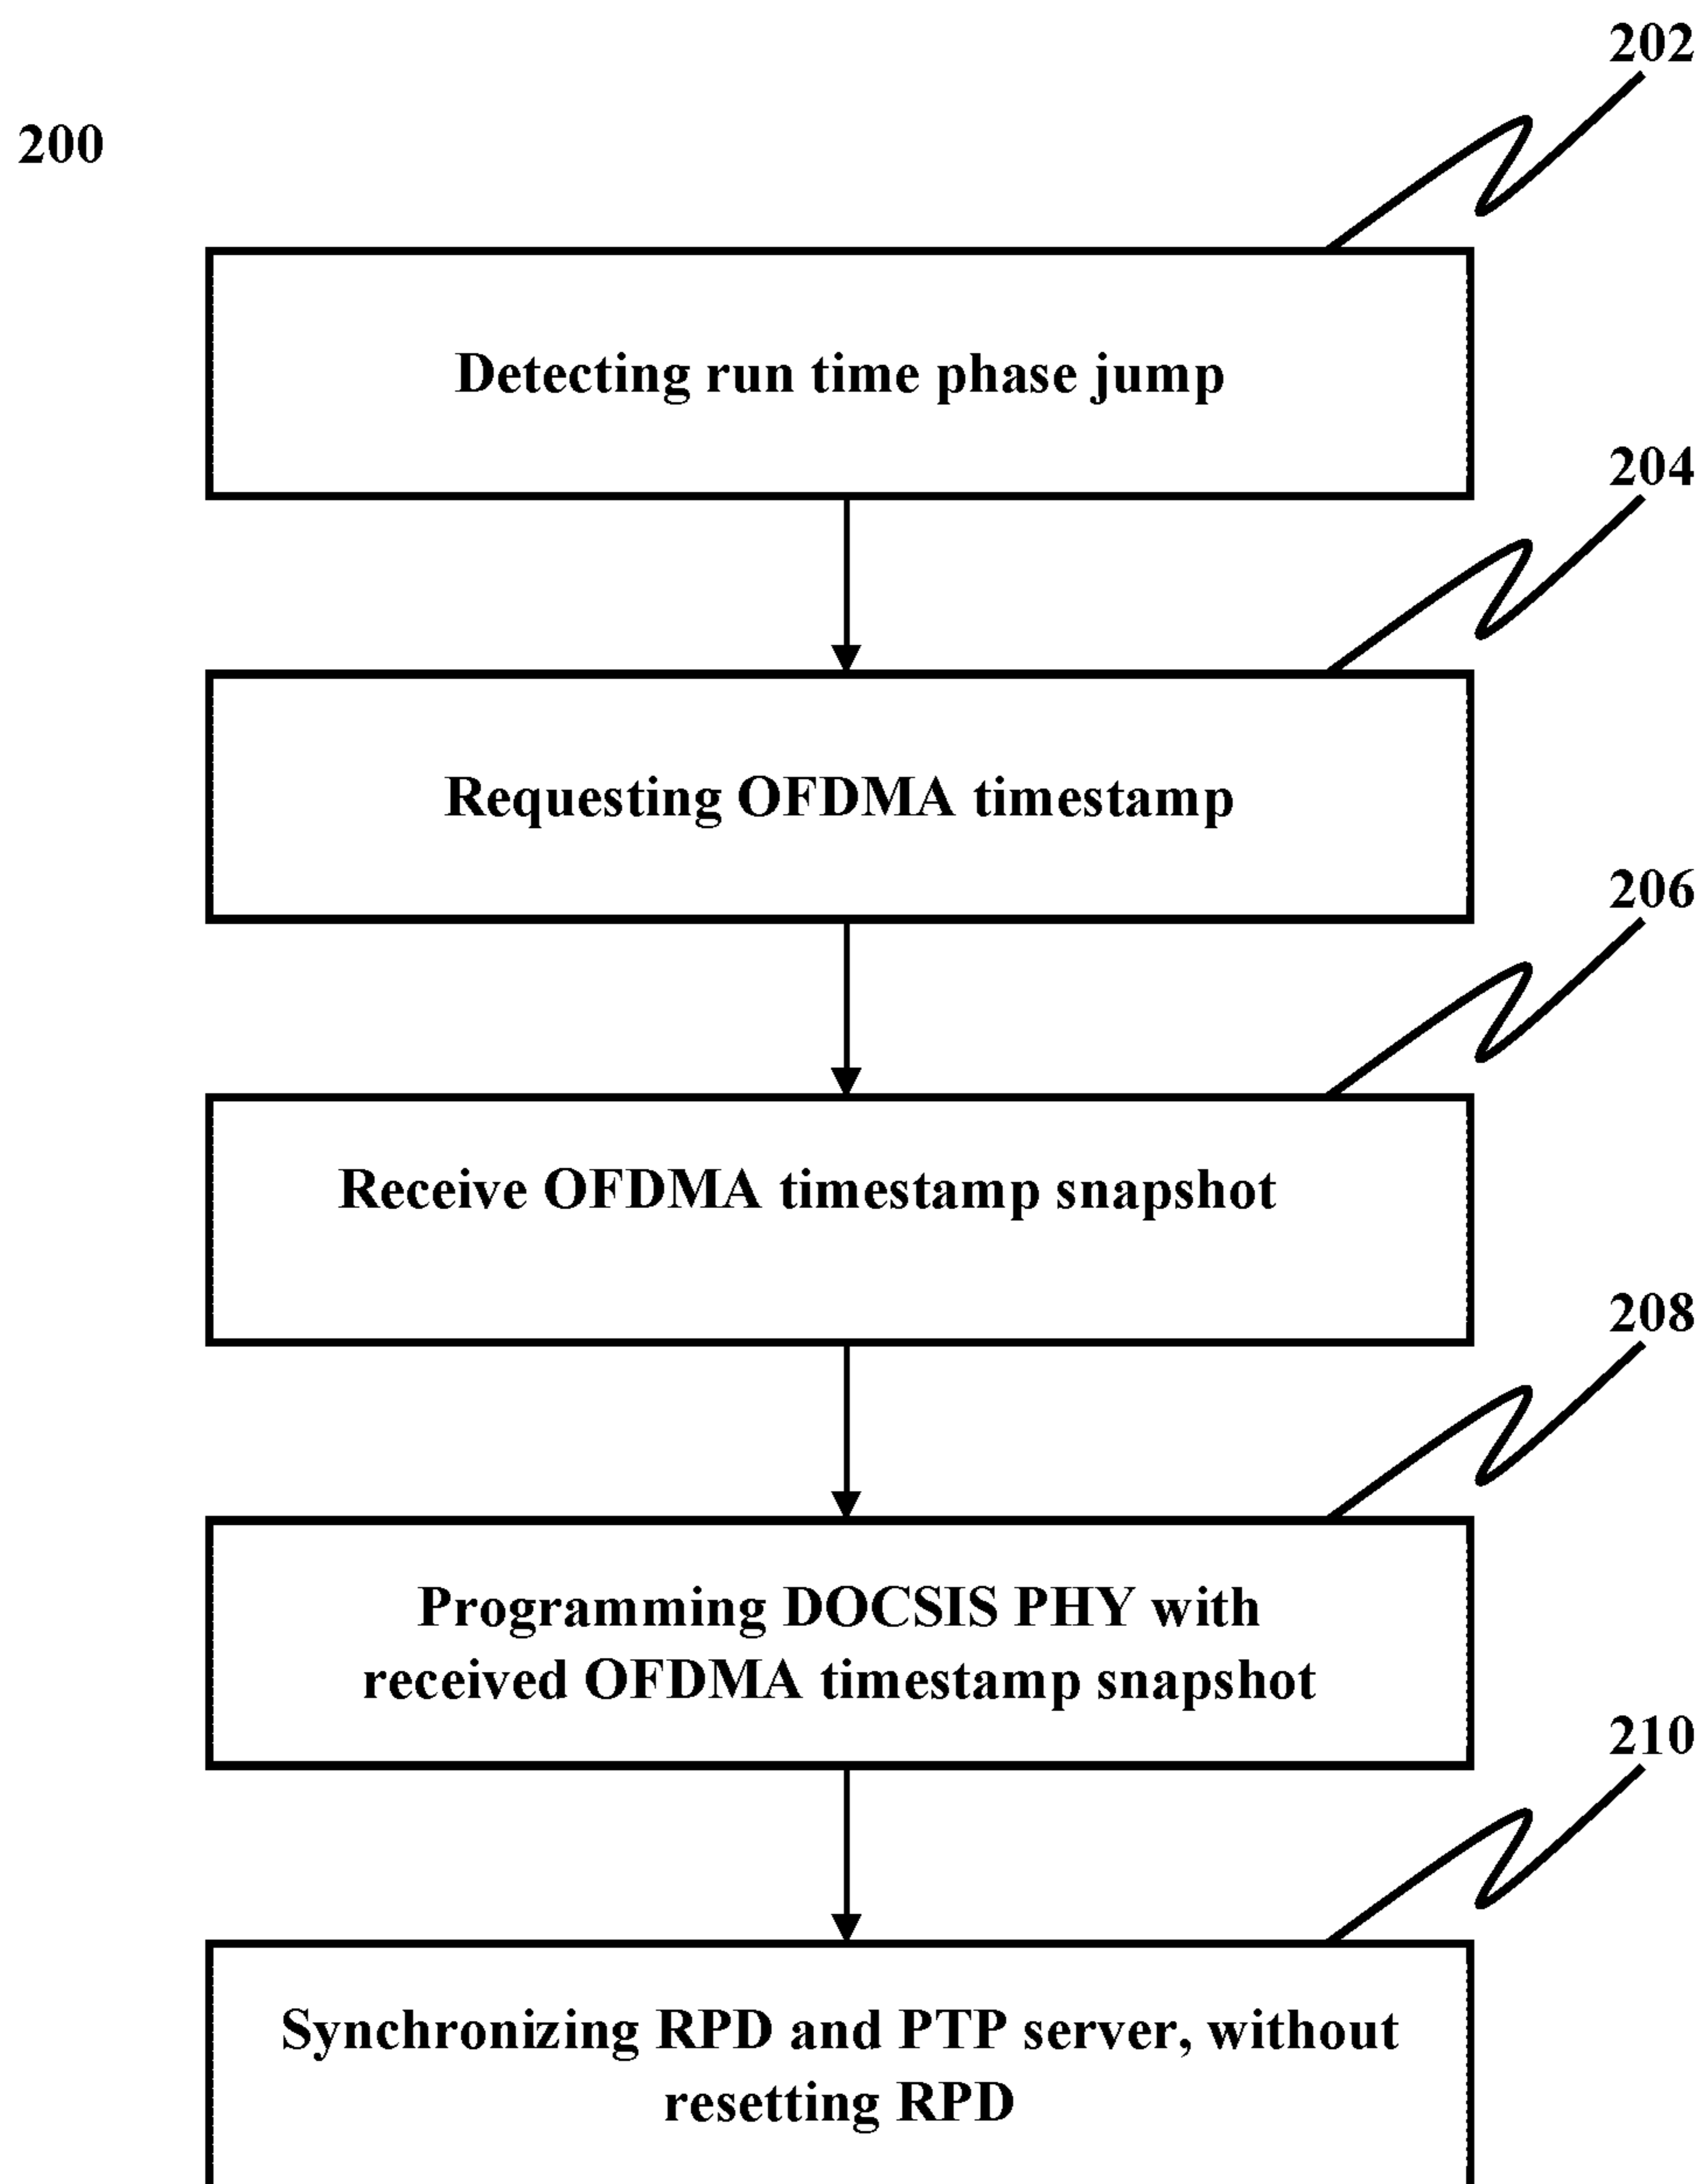 202
200
Detecting run time phase jump
204
Requesting OFDMA timestamp
206
Receive OFDMA timestamp snapshot
208
Programming DOCSIS PHY with
received OFDMA timestamp snapshot
210
Synchronizing RPD and PTP server, without
resetting RPD